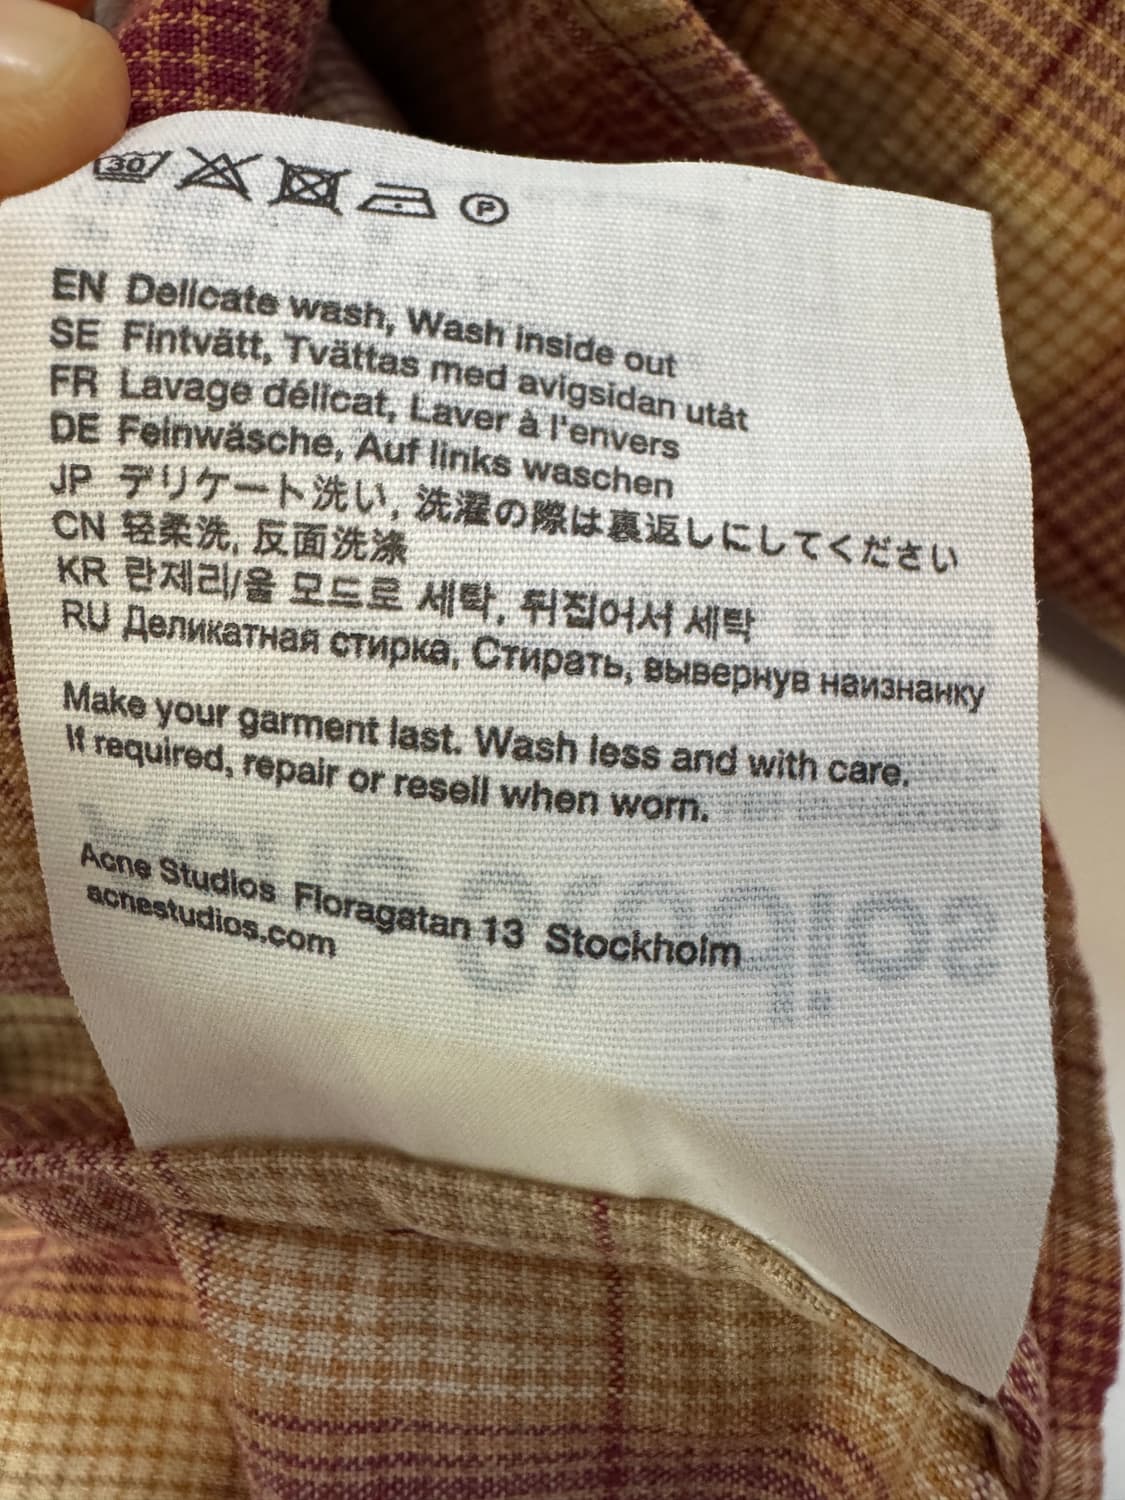 30
P
EN Delicate wash, Wash inside out
SE Fintvätt, Tvättas med avigsidan utåt
FR Lavage délicat, Laver à l'envers
DE Feinwäsche, Auf links waschen
JP デリケート洗い, 洗濯の際は裏返しにしてください
CN 轻柔洗, 反面洗涤
KR 란제리/울 모드로 세탁, 뒤집어서 세탁
RU Деликатная стирка, Стирать, вывернув наизнанку
Make your garment last. Wash less and with care.
If required, repair or resell when worn.
Acne Studios Floragatan 13 Stockholm
acnestudios.com